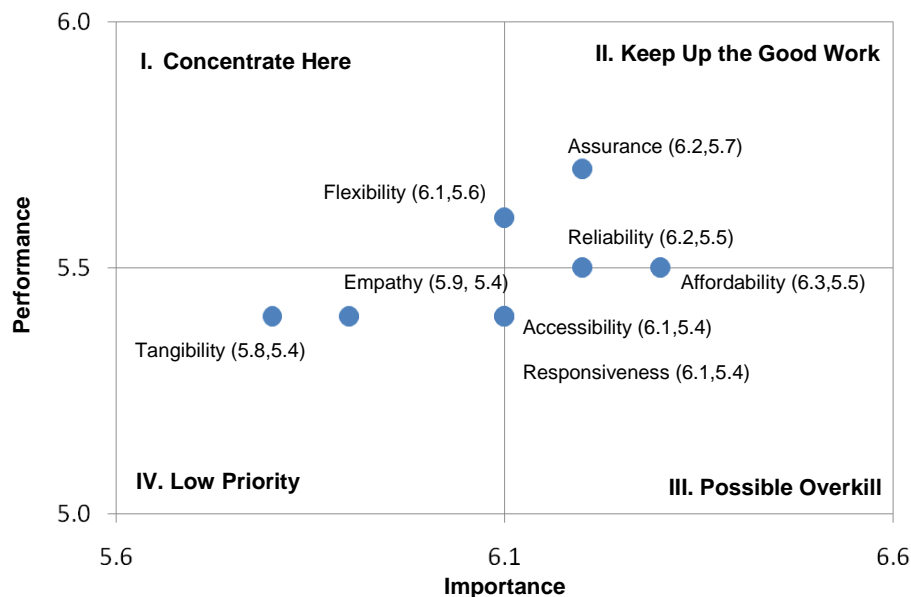 6.0
I. Concentrate Here
II. Keep Up the Good Work
Assurance (6.2,5.7)
Flexibility (6.1,5.6)
Reliability (6.2,5.5)
Performance
5.5
Empathy (5.9, 5.4)
Affordability (6.3,5.5)
Tangibility (5.8,5.4)
Accessibility (6.1,5.4)
Responsiveness (6.1,5.4)
IV. Low Priority
III. Possible Overkill
5.0
5.6
6.1
6.6
Importance